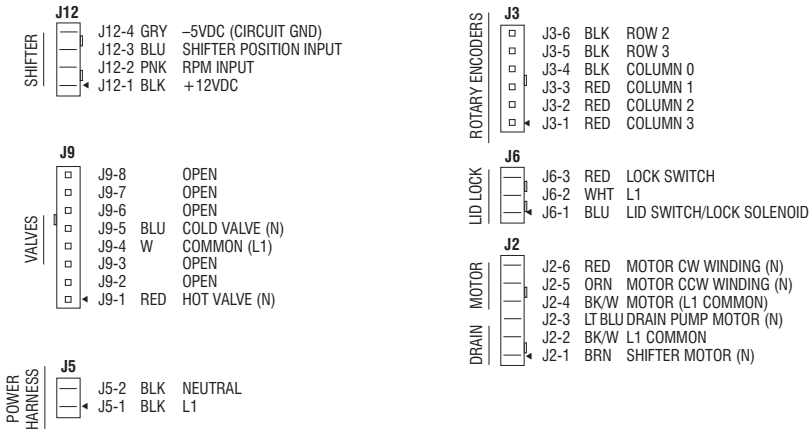 J12
SHIFTER
J12-4 GRY –5VDC (CIRCUIT GND)
J12-3 BLU SHIFTER POSITION INPUT
J12-2 PNK RPM INPUT
J12-1 BLK +12VDC
J9
VALVES
J9-8 OPEN
J9-7 OPEN
J9-6 OPEN
J9-5 BLU COLD VALVE (N)
J9-4 W COMMON (L1)
J9-3 OPEN
J9-2 OPEN
J9-1 RED HOT VALVE (N)
J5
POWER
HARNESS
J5-2 BLK NEUTRAL
J5-1 BLK L1
J3
ROTARY ENCODERS
J3-6 BLK ROW 2
J3-5 BLK ROW 3
J3-4 BLK COLUMN 0
J3-3 RED COLUMN 1
J3-2 RED COLUMN 2
J3-1 RED COLUMN 3
J6
LID LOCK
J6-3 RED LOCK SWITCH
J6-2 WHT L1
J6-1 BLU LID SWITCH/LOCK SOLENOID
J2
MOTOR
DRAIN
J2-6 RED MOTOR CW WINDING (N)
J2-5 ORN MOTOR CCW WINDING (N)
J2-4 BK/W MOTOR (L1 COMMON)
J2-3 LT BLU DRAIN PUMP MOTOR (N)
J2-2 BK/W L1 COMMON
J2-1 BRN SHIFTER MOTOR (N)